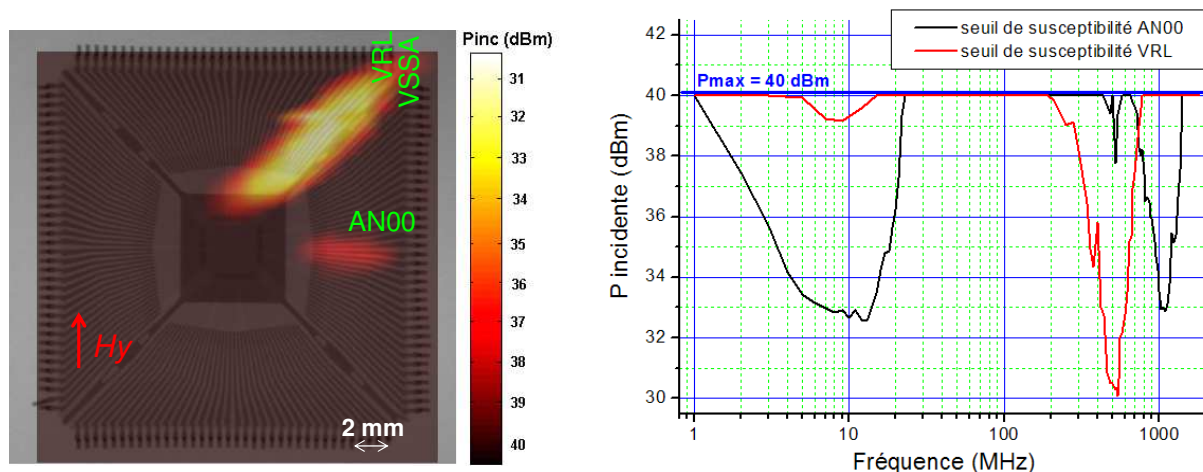 Pinc (dBm)
31
32
33
34
35
36
37
38
39
40
VRL
VSSA
AN00
Hy
2 mm
seuil de susceptibilité AN00
seuil de susceptibilité VRL
Pmax = 40 dBm
P incidente (dBm)
42
40
38
36
34
32
30
1
10
100
1000
Fréquence (MHz)